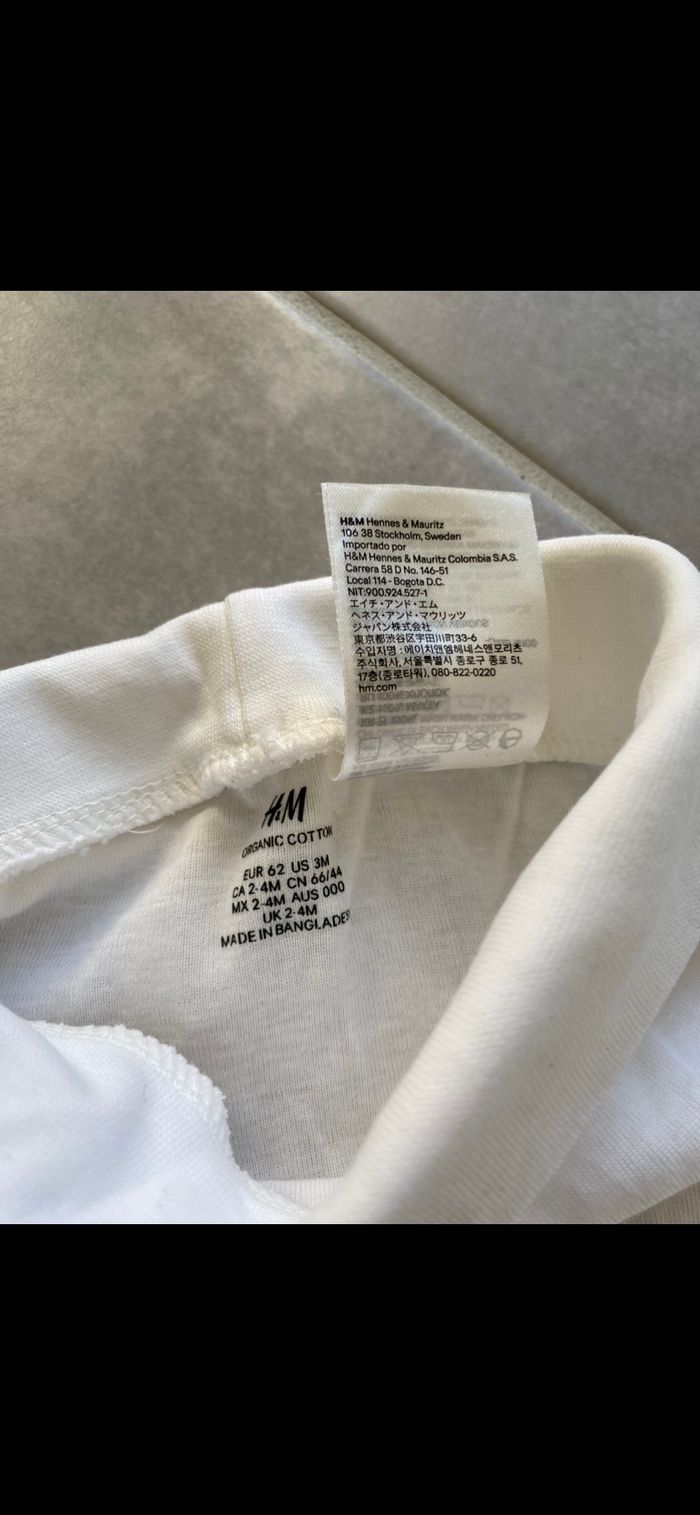 H&M Hennes & Mauritz
106 38 Stockholm, Sweden
Importado por
H&M Hennes & Mauritz Colombia S.A.S.
Carrera 58 D No. 146-51
Local 114 - Bogota D.C.
NIT:900.924.527-1
エイチ・アンド・エム
ヘネス・アンド・マウリッツ
ジャパン株式会社
東京都渋谷区宇田川町33-6
수입자명 : 에이치앤엠헤네스앤모리츠
주식회사, 서울특별시 종로구 종로 51,
17층(종로타워), 080-822-0220
hm.com
H&M
ORGANIC COTTON
EUR 62 US 3M
CA 2-4M CN 66/44
MX 2-4M AUS 000
UK 2-4M
MADE IN BANGLADES